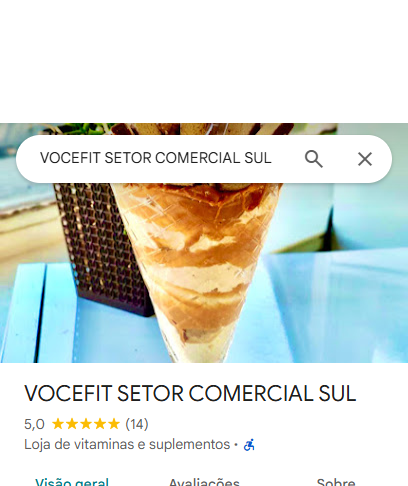 VOCEFIT SETOR COMERCIAL SUL
VOCEFIT SETOR COMERCIAL SUL
5,0 (14)
Loja de vitaminas e suplementos ·
Visão geral Avaliações Sobre